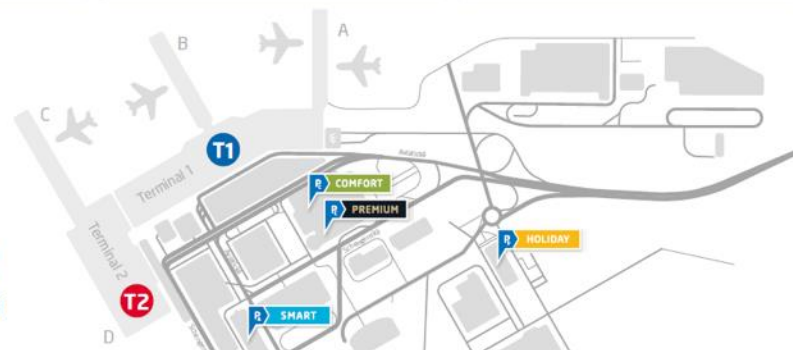 A
B
C
T1
Terminal 1
P. COMFORT
P. PREMIUM
Terminal 2
P. HOLIDAY
T2
P. SMART
D